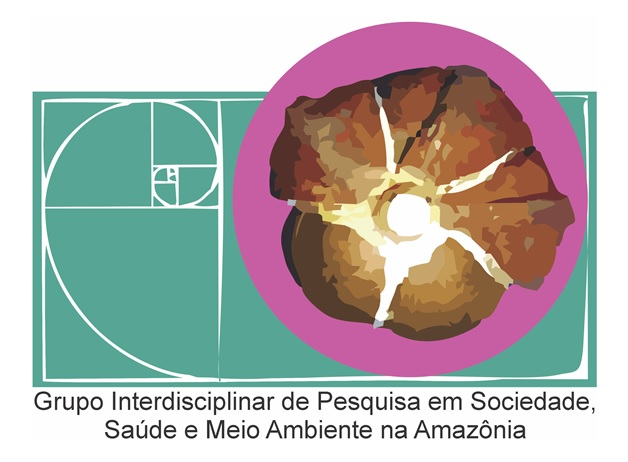 Grupo Interdisciplinar de Pesquisa em Sociedade,
Saúde e Meio Ambiente na Amazônia